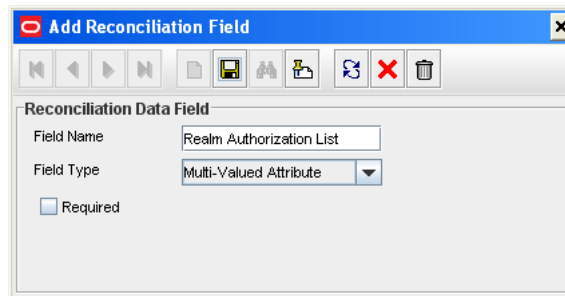 Add Reconciliation Field
Reconciliation Data Field
Field Name Realm Authorization List
Field Type Multi-Valued Attribute
Required